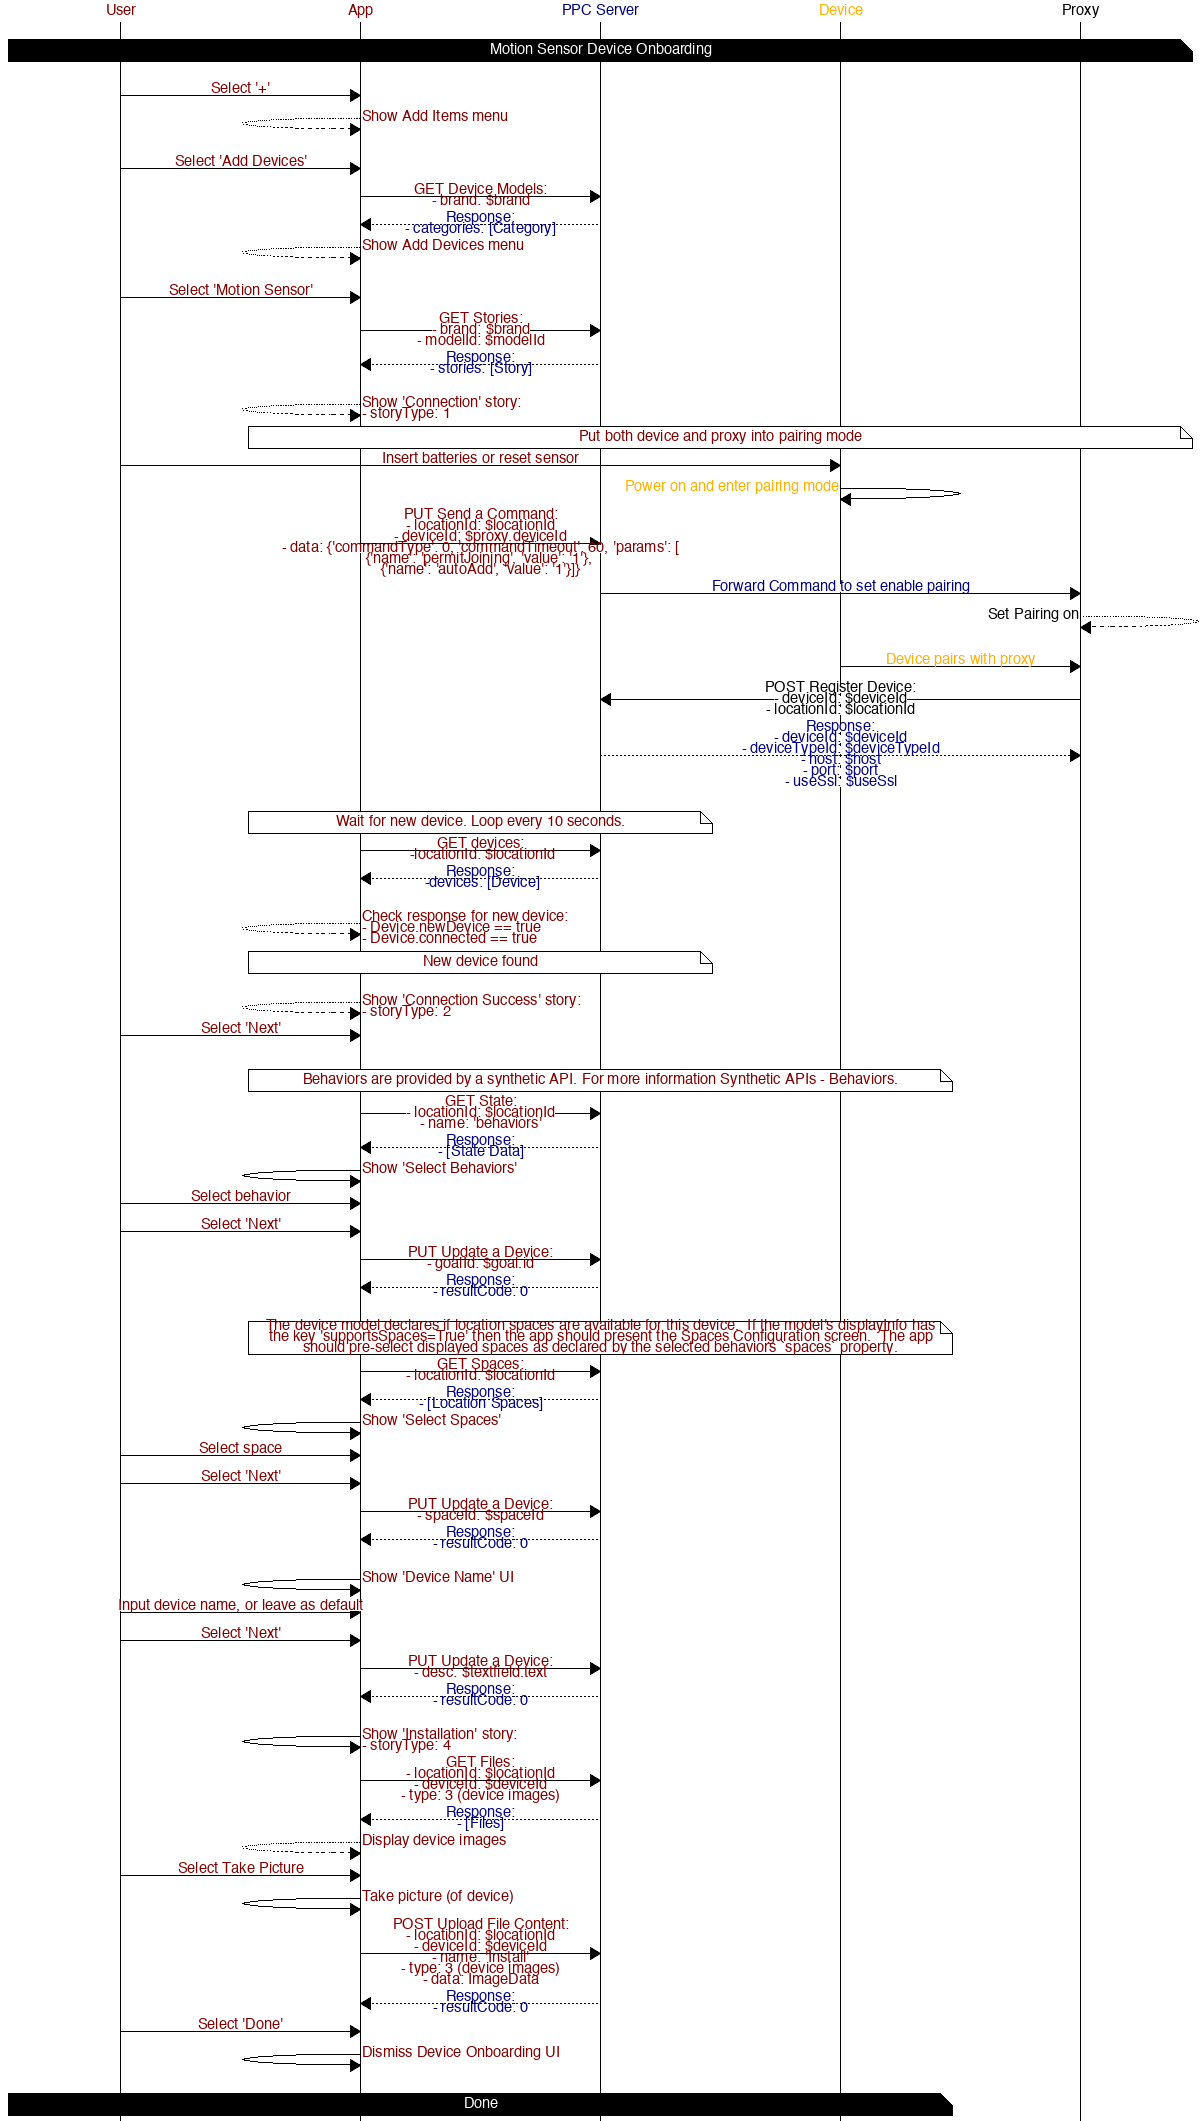 User App PPC Server Device Proxy
Motion Sensor Device Onboarding
Select '+'
Show Add Items menu
Select 'Add Devices'
GET Device Models:
- brand: $brand
Response:
- categories: [Category]
Show Add Devices menu
Select 'Motion Sensor'
GET Stories:
- brand: $brand
- modelId: $modelId
Response:
- stories: [Story]
Show 'Connection' story:
- storyType: 1
Put both device and proxy into pairing mode
Insert batteries or reset sensor
Power on and enter pairing mode
PUT Send a Command:
- locationId: $locationId
- deviceId: $proxy.deviceId
- data: {'commandType': 0, 'commandTimeout', 60, 'params': [
{'name': 'permitJoining', 'value': '1'},
{'name': 'autoAdd', 'value': '1'}]}
Forward Command to set enable pairing
Set Pairing on
Device pairs with proxy
POST Register Device:
- deviceId: $deviceId
- locationId: $locationId
Response:
- deviceId: $deviceId
- deviceTypeId: $deviceTypeId
- host: $host
- port: $port
- useSsl: $useSsl
Wait for new device. Loop every 10 seconds.
GET devices:
-locationId: $locationId
Response:
-devices: [Device]
Check response for new device:
- Device.newDevice == true
- Device.connected == true
New device found
Show 'Connection Success' story:
- storyType: 2
Select 'Next'
Behaviors are provided by a synthetic API. For more information Synthetic APIs - Behaviors.
GET State:
- locationId: $locationId
- name: 'behaviors'
Response:
- [State Data]
Show 'Select Behaviors'
Select behavior
Select 'Next'
PUT Update a Device:
- goalId: $goal.id
Response:
- resultCode: 0
The device model declares if location spaces are available for this device. If the model's displayInfo has
the key 'supportsSpaces=True' then the app should present the Spaces Configuration screen. The app
should pre-select displayed spaces as declared by the selected behaviors `spaces` property.
GET Spaces:
- locationId: $locationId
Response:
- [Location Spaces]
Show 'Select Spaces'
Select space
Select 'Next'
PUT Update a Device:
- spaceId: $spaceId
Response:
- resultCode: 0
Show 'Device Name' UI
Input device name, or leave as default
Select 'Next'
PUT Update a Device:
- desc: $textfield.text
Response:
- resultCode: 0
Show 'Installation' story:
- storyType: 4
GET Files:
- locationId: $locationId
- deviceId: $deviceId
- type: 3 (device images)
Response:
- [Files]
Display device images
Select Take Picture
Take picture (of device)
POST Upload File Content:
- locationId: $locationId
- deviceId: $deviceId
- name: 'Install'
- type: 3 (device images)
- data: ImageData
Response:
- resultCode: 0
Select 'Done'
Dismiss Device Onboarding UI
Done